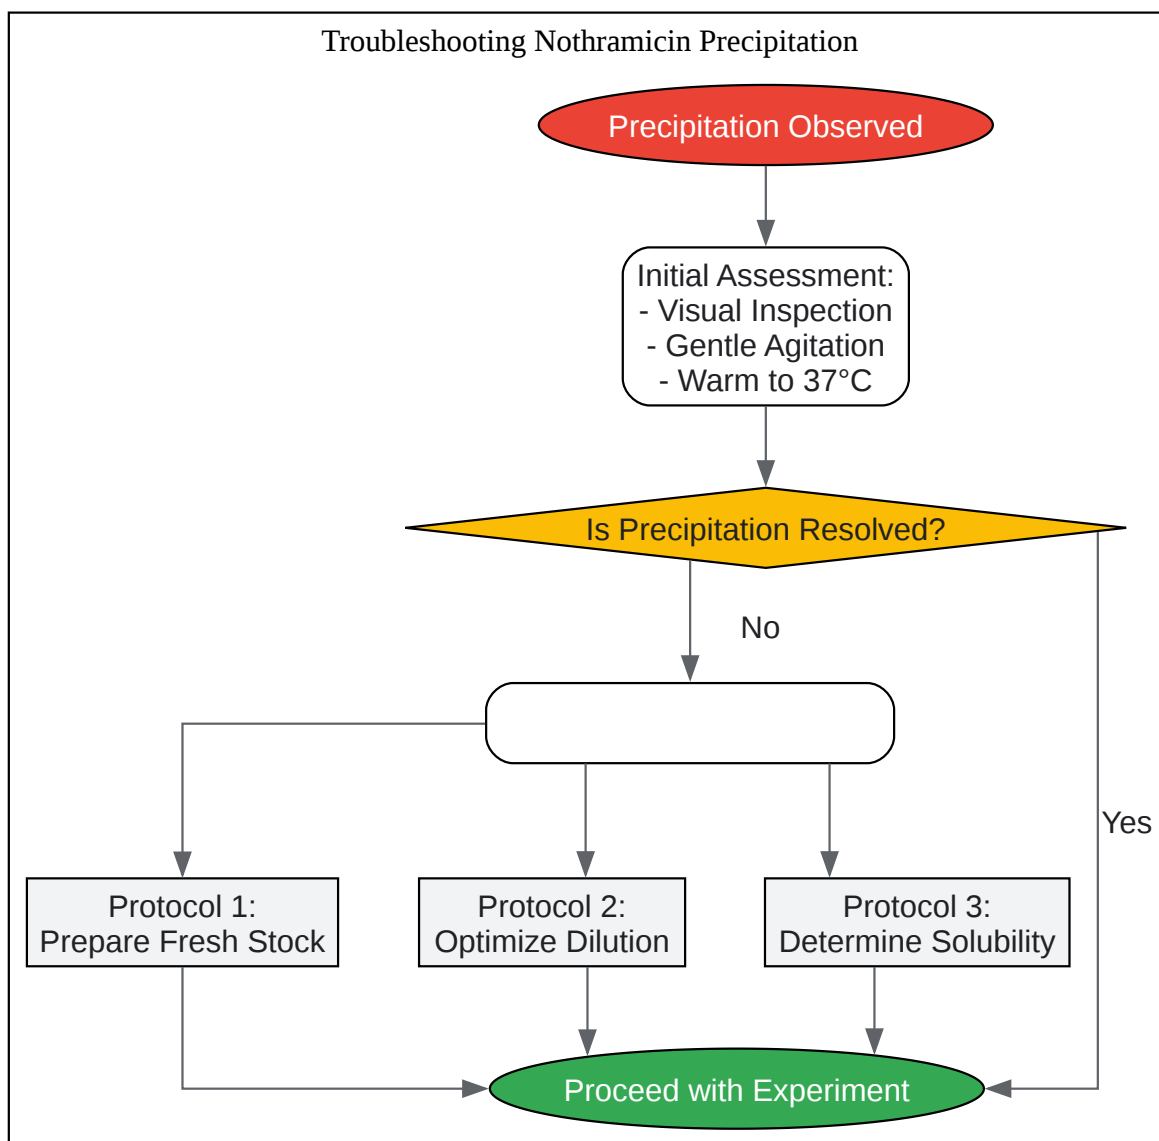 Troubleshooting Nothramicin Precipitation
Precipitation Observed
Initial Assessment:
- Visual Inspection
- Gentle Agitation
- Warm to 37°C
Is Precipitation Resolved?
No
Yes
Protocol 1:
Prepare Fresh Stock
Protocol 2:
Optimize Dilution
Protocol 3:
Determine Solubility
Proceed with Experiment